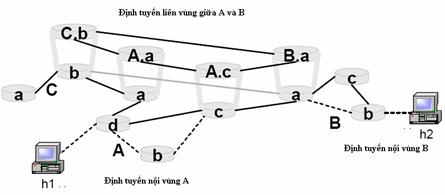 Định tuyến liên vùng giữa A và B
C.b
A.a
B.a
A.c
b
c
a
C
a
a
b
d
c
B
h2
A
b
Định tuyến nội vùng B
h1
Định tuyến nội vùng A